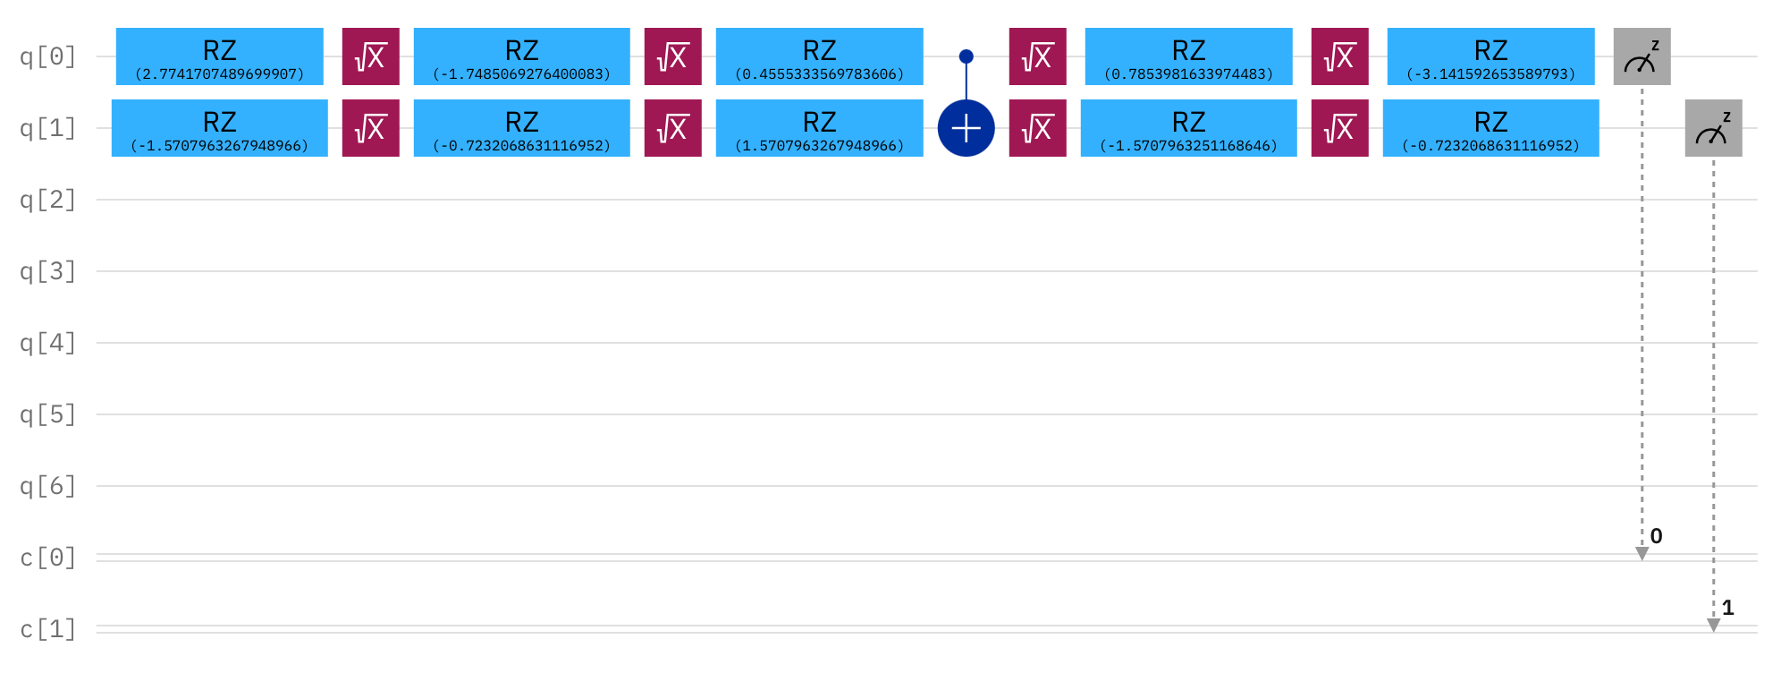 q[0] RZ √X RZ √X RZ √X RZ √X RZ z
(2.7741707489699907) (-1.7485069276400083) (0.4555333569783606) (0.7853981633974483) (-3.141592653589793)
q[1] RZ √X RZ √X RZ + √X RZ √X RZ z
(-1.5707963267948966) (-0.7232068631116952) (1.5707963267948966) (-1.5707963251168646) (-0.7232068631116952)
q[2]
q[3]
q[4]
q[5]
q[6]
0
c[0]
1
c[1]